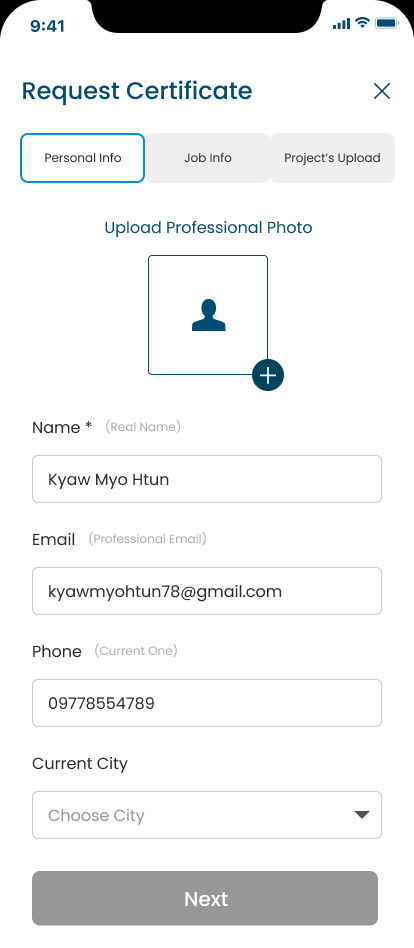 9:41
Request Certificate
Personal Info
Job Info
Project’s Upload
Upload Professional Photo
Name * (Real Name)
Kyaw Myo Htun
Email (Professional Email)
kyawmyohtun78@gmail.com
Phone (Current One)
09778554789
Current City
Choose City
Next